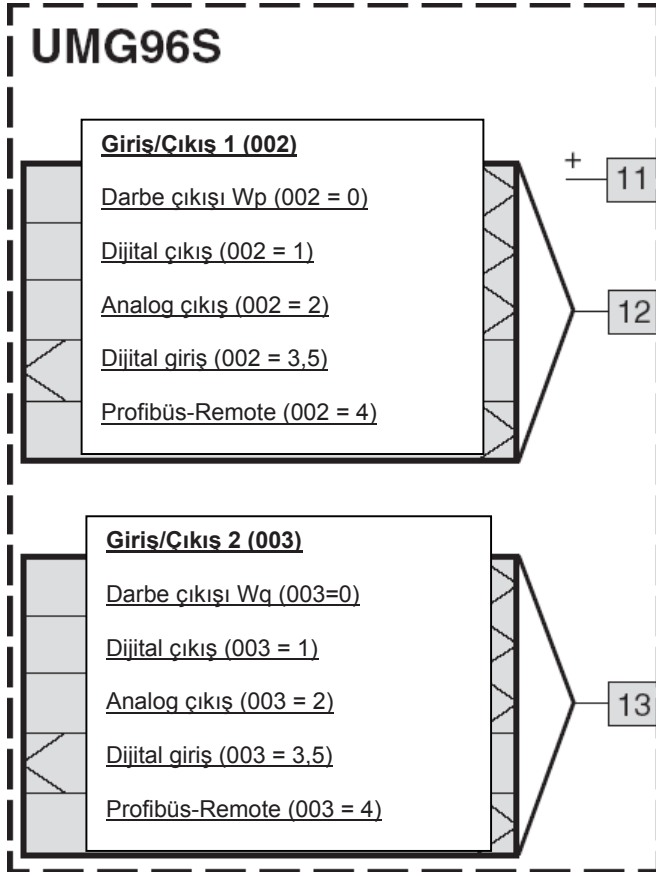 UMG96S
Giriş/Çıkış 1 (002)
Darbe çıkışı Wp (002 = 0)
Dijital çıkış (002 = 1)
Analog çıkış (002 = 2)
Dijital giriş (002 = 3,5)
Profibüs-Remote (002 = 4)
+
11
12
Giriş/Çıkış 2 (003)
Darbe çıkışı Wq (003=0)
Dijital çıkış (003 = 1)
Analog çıkış (003 = 2)
Dijital giriş (003 = 3,5)
Profibüs-Remote (003 = 4)
13